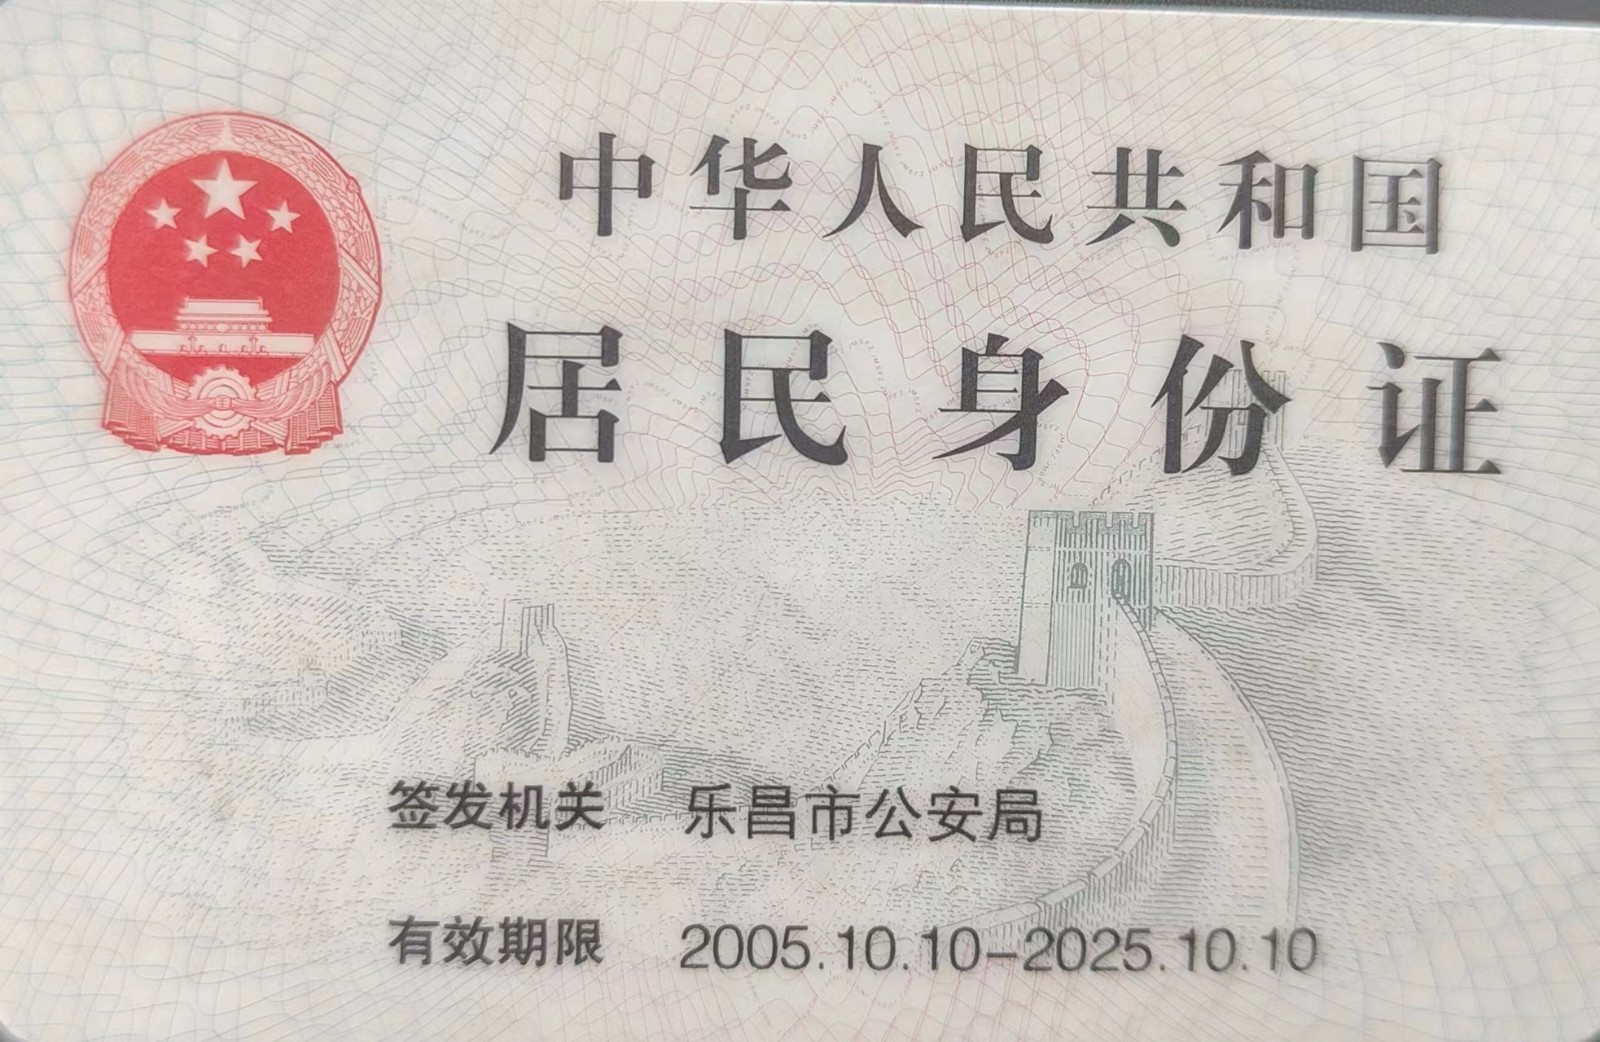 中华人民共和国
居民身份证
签发机关 乐昌市公安局
有效期限 2005.10.10-2025.10.10